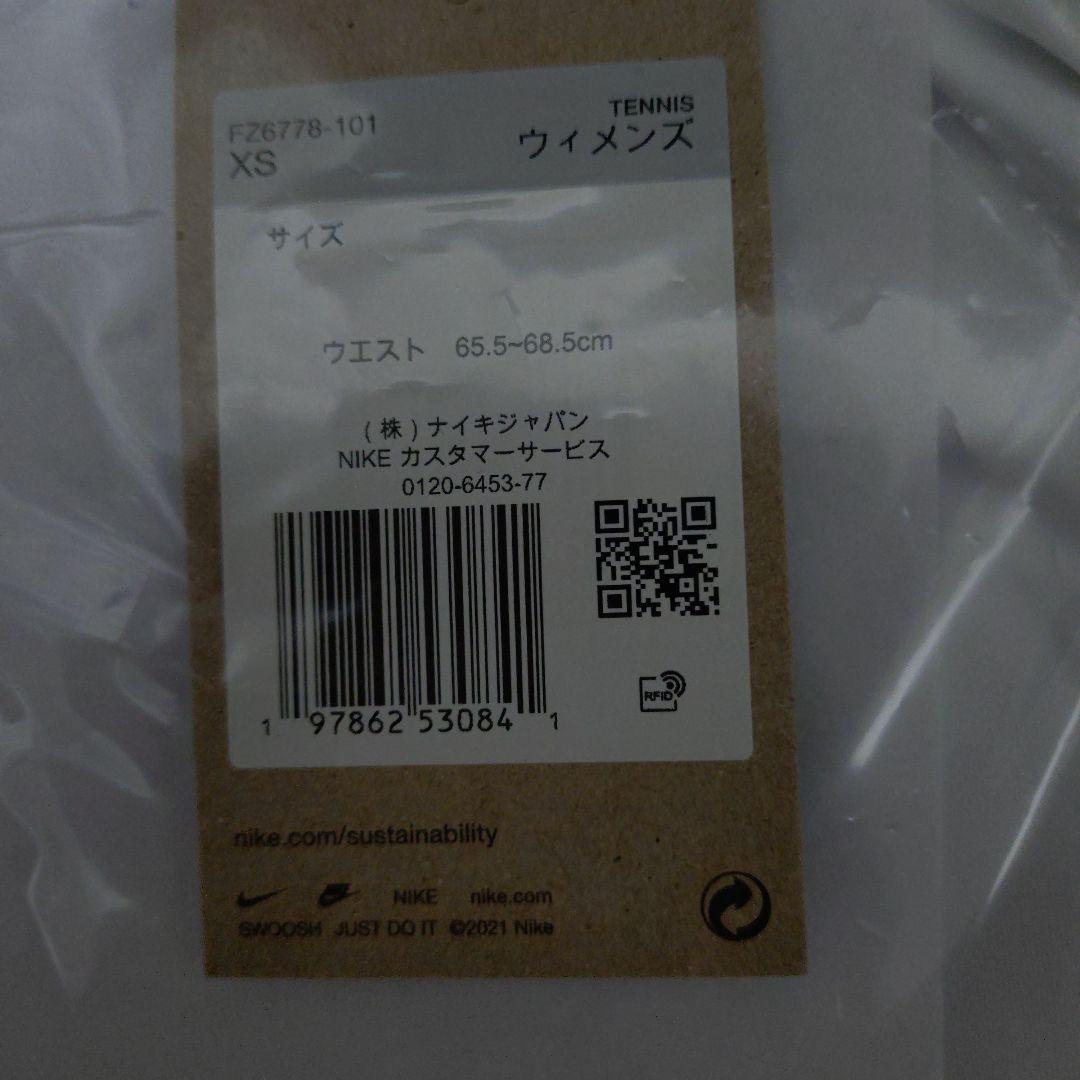 FZ6778-101
XS
TENNIS
ウィメンズ
サイズ
ウエスト 65.5~68.5cm
(株)ナイキジャパン
NIKE カスタマーサービス
0120-6453-77
RFID
1 97862 53084 1
nike.com/sustainability
NIKE nike.com
SWOOSH JUST DO IT ©2021 Nike